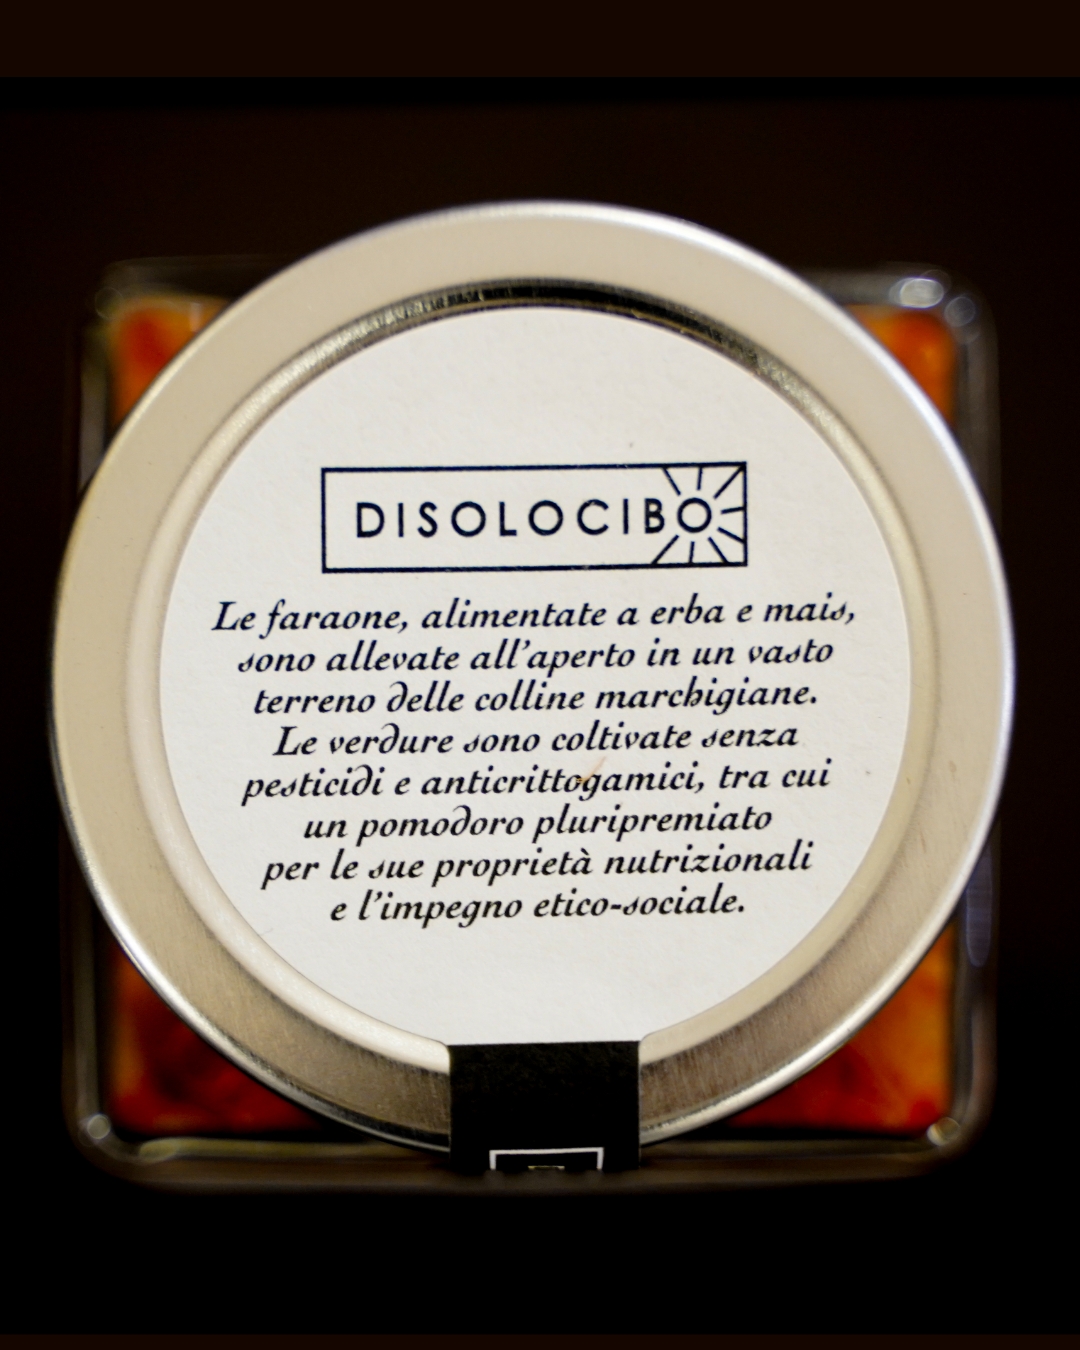 DISOLOCIBO
Le faraone, alimentate a erba e mais,
sono allevate all'aperto in un vasto
terreno delle colline marchigiane.
Le verdure sono coltivate senza
pesticidi e anticrittogamici, tra cui
un pomodoro pluripremiato
per le sue proprietà nutrizionali
e l'impegno etico-sociale.